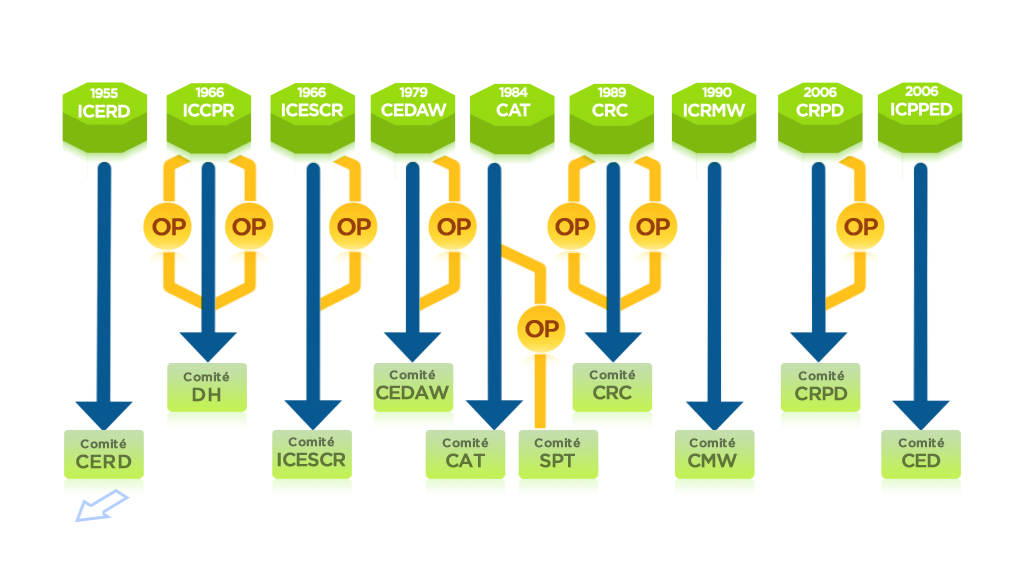 1955
ICERD
1966
ICCPR
1966
ICESCR
1979
CEDAW
1984
CAT
1989
CRC
1990
ICRMW
2006
CRPD
2006
ICPPED
OP
OP
OP
OP
OP
OP
OP
OP
Comité
DH
Comité
CEDAW
Comité
CRC
Comité
CRPD
Comité
CERD
Comité
ICESCR
Comité
CAT
Comité
SPT
Comité
CMW
Comité
CED